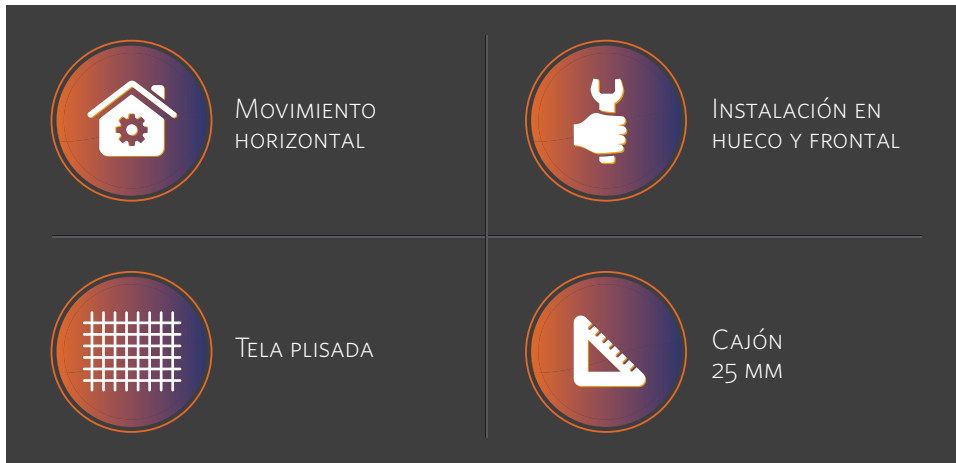 Movimiento
horizontal
Instalación en
hueco y frontal
Tela plisada
Cajón
25 mm